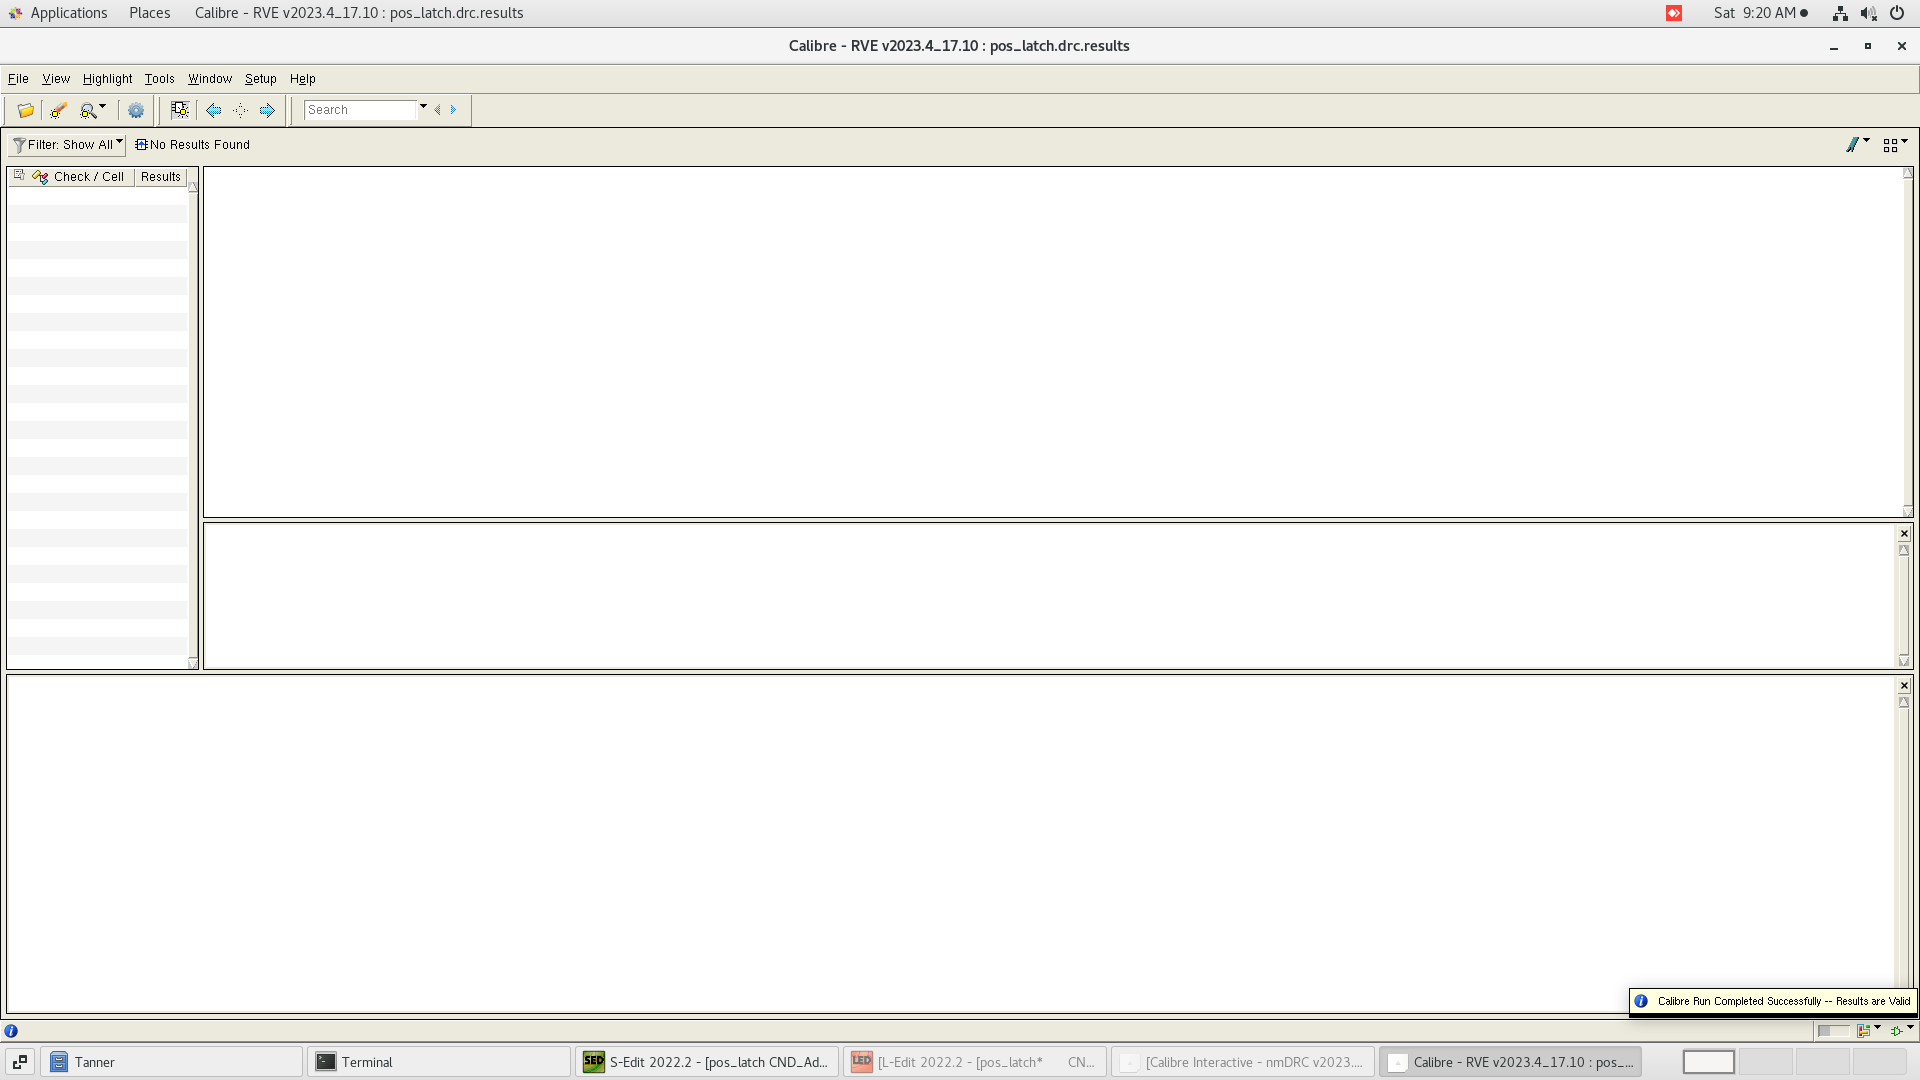 Applications Places Calibre - RVE v2023.4_17.10 : pos_latch.drc.results Sat 9:20 AM
Calibre - RVE v2023.4_17.10 : pos_latch.drc.results
File View Highlight Tools Window Setup Help
Search
Filter: Show All No Results Found
Check / Cell Results
Calibre Run Completed Successfully -- Results are Valid
Tanner Terminal SED S-Edit 2022.2 - [pos_latch CND_Ad... LED [L-Edit 2022.2 - [pos_latch* CN... [Calibre Interactive - nmDRC v2023.... Calibre - RVE v2023.4_17.10 : pos_...